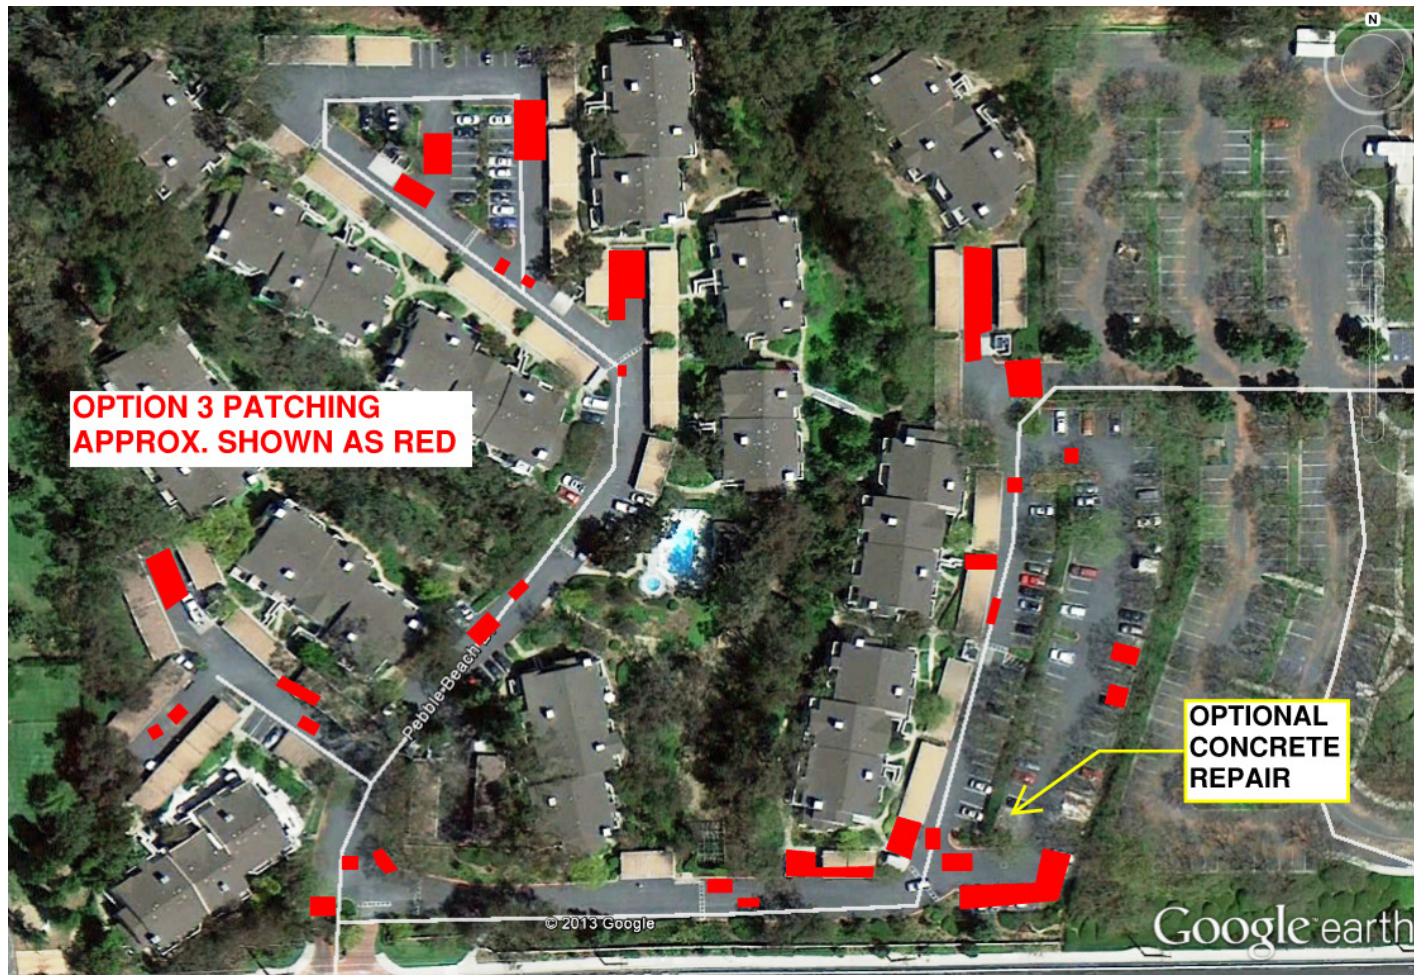 N
OPTION 3 PATCHING
APPROX. SHOWN AS RED
Pebble-Beach
OPTIONAL
CONCRETE
REPAIR
© 2013 Google
Google earth